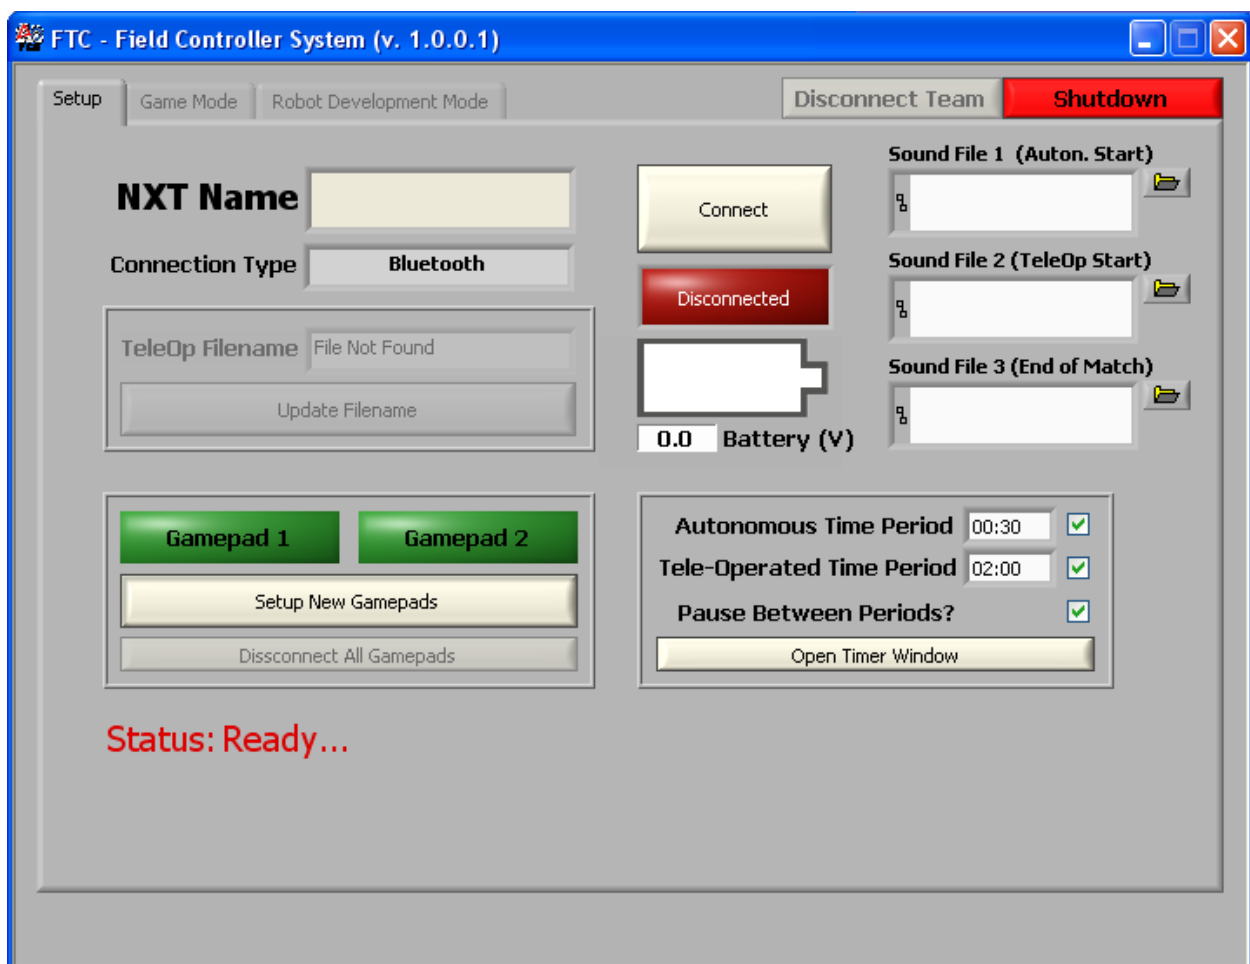 FTC - Field Controller System (v. 1.0.0.1)
Setup
Game Mode
Robot Development Mode
Disconnect Team
Shutdown
NXT Name
Connection Type
Bluetooth
TeleOp Filename
File Not Found
Update Filename
Connect
Disconnected
0.0
Battery (V)
Sound File 1 (Auton. Start)
Sound File 2 (TeleOp Start)
Sound File 3 (End of Match)
Gamepad 1
Gamepad 2
Setup New Gamepads
Dissconnect All Gamepads
Autonomous Time Period
00:30
Tele-Operated Time Period
02:00
Pause Between Periods?
Open Timer Window
Status: Ready...